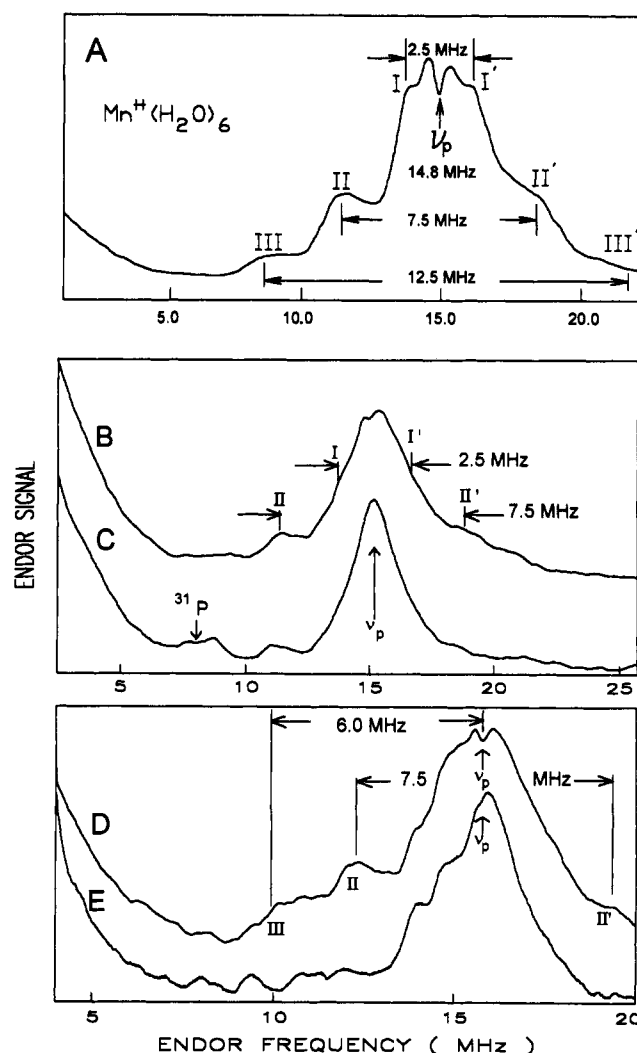 A
2.5 MHz
I I'
Mn⁺⁺(H₂O)₆
νp
14.8 MHz
II II'
7.5 MHz
III III'
12.5 MHz
5.0 10.0 15.0 20.0
ENDOR SIGNAL
B
I I' 2.5 MHz
II II' 7.5 MHz
C
³¹P
νp
5 10 15 20 25
6.0 MHz
7.5 MHz
νp
D
II
νp
E
III II'
5 10 15 20
ENDOR FREQUENCY ( MHz )